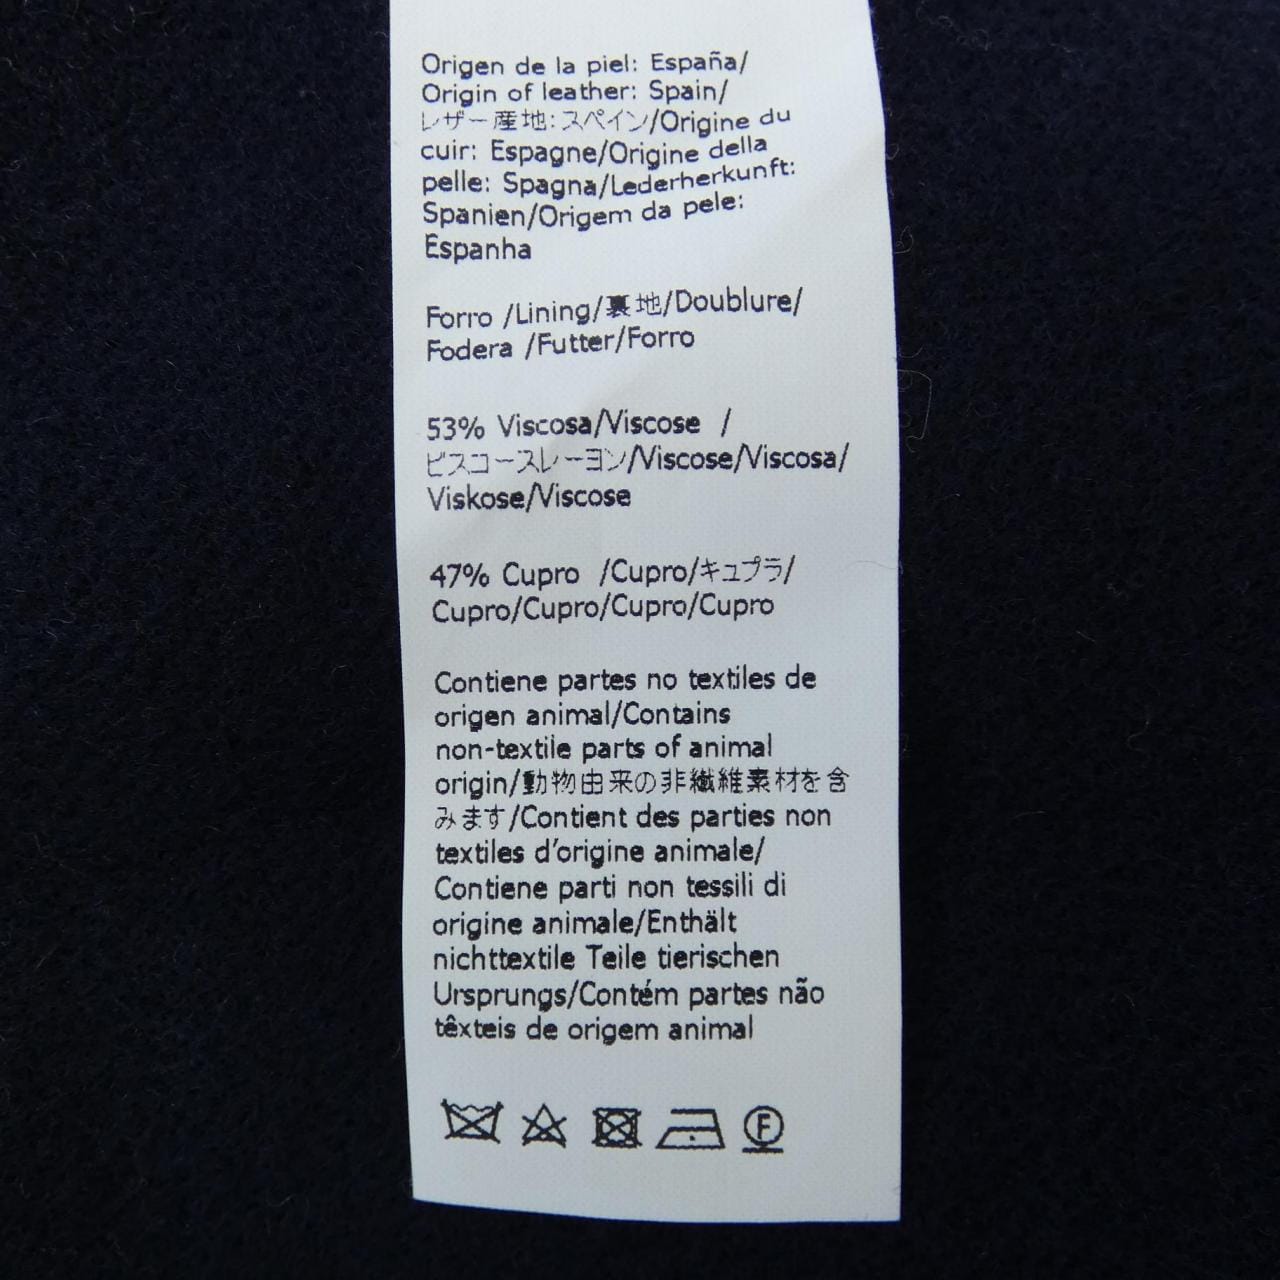 Origen de la piel: España/
Origin of leather: Spain/
レザー産地:スペイン/Origine du
cuir: Espagne/Origine della
pelle: Spagna/Lederherkunft:
Spanien/Origem da pele:
Espanha
Forro /Lining/裏地/Doublure/
Fodera /Futter/Forro
53% Viscosa/Viscose /
ビスコースレーヨン/Viscose/Viscosa/
Viskose/Viscose
47% Cupro /Cupro/キュプラ/
Cupro/Cupro/Cupro/Cupro
Contiene partes no textiles de
origen animal/Contains
non-textile parts of animal
origin/動物由来の非繊維素材を含
みます/Contient des parties non
textiles d'origine animale/
Contiene parti non tessili di
origine animale/Enthält
nichttextile Teile tierischen
Ursprungs/Contém partes não
têxteis de origem animal
F